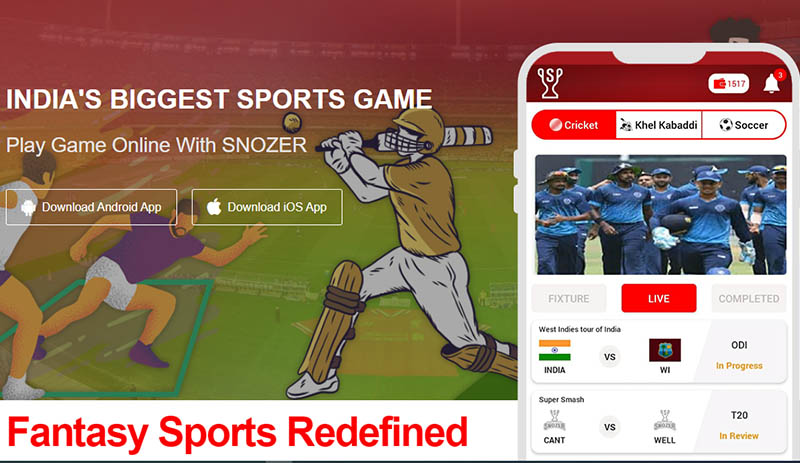 INDIA'S BIGGEST SPORTS GAME
Play Game Online With SNOZER
Download Android App
Download iOS App
Fantasy Sports Redefined
1517
3
Cricket
Khel Kabaddi
Soccer
FIXTURE
LIVE
COMPLETED
West Indies tour of India
INDIA
VS
WI
ODI
In Progress
Super Smash
SNOZER
CANT
VS
SNOZER
WELL
T20
In Review